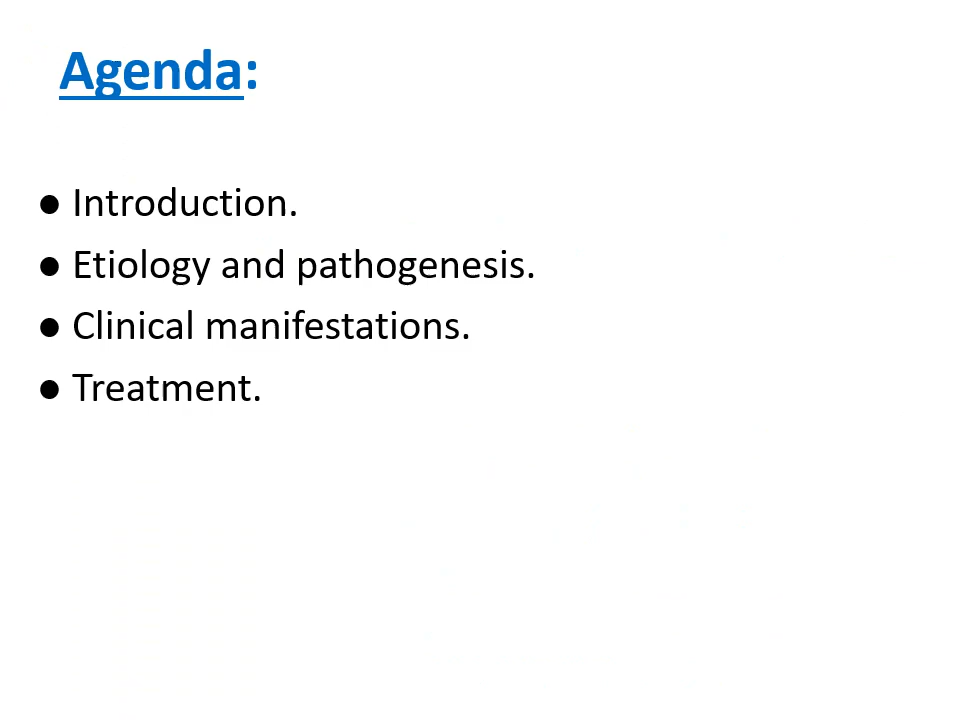 Agenda:
● Introduction.
● Etiology and pathogenesis.
● Clinical manifestations.
● Treatment.